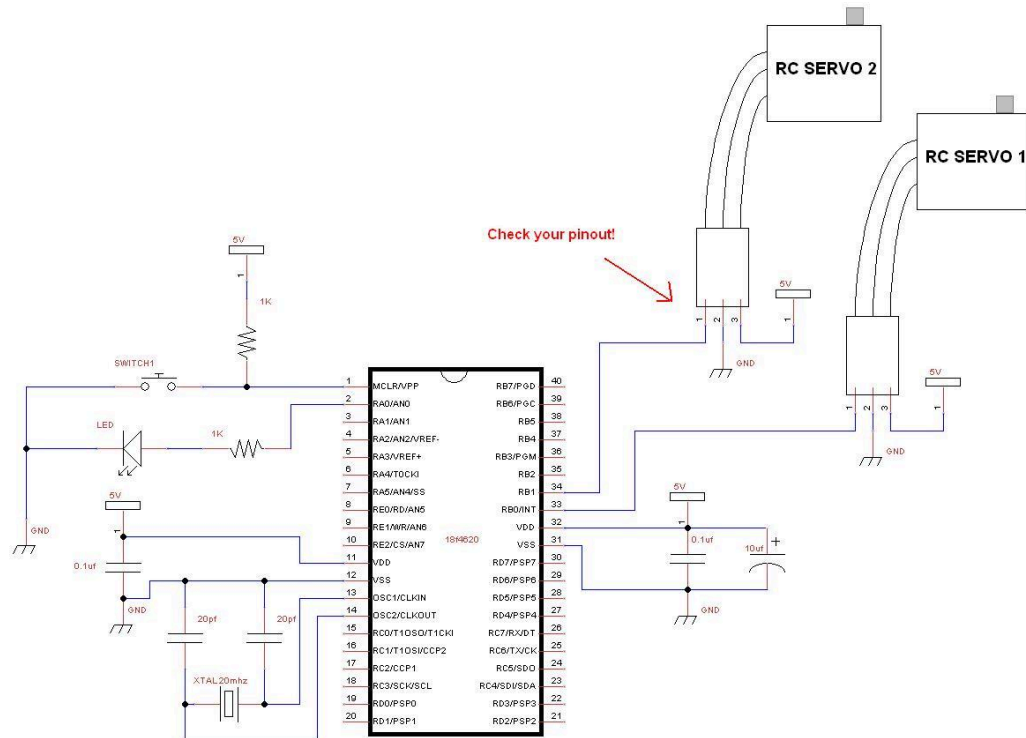 RC SERVO 2
RC SERVO 1
Check your pinout!
5V
1
1K
SWITCH1
LED
1K
GND
5V
1
0.1uf
GND
20pf
20pf
XTAL20mhz
1 MCLR/VPP
2 RA0/AN0
3 RA1/AN1
4 RA2/AN2/VREF-
5 RA3/VREF+
6 RA4/TOCKI
7 RA5/AN4/SS
8 RE0/RD/AN5
9 RE1/WR/AN6
10 RE2/CS/AN7
11 VDD
12 VSS
13 OSC1/CLKIN
14 OSC2/CLKOUT
15 RC0/T1OSO/T1CKI
16 RC1/T1OSI/CCP2
17 RC2/CCP1
18 RC3/SCK/SCL
19 RD0/PSP0
20 RD1/PSP1
18f4620
RB7/PGD 40
RB6/PGC 39
RB5 38
RB4 37
RB3/PGM 36
RB2 35
RB1 34
RB0/INT 33
VDD 32
VSS 31
RD7/PSP7 30
RD6/PSP6 29
RD5/PSP5 28
RD4/PSP4 27
RC7/RX/DT 26
RC6/TX/CK 25
RC5/SDO 24
RC4/SDI/SDA 23
RD3/PSP3 22
RD2/PSP2 21
1 2 3
5V
1
GND
1 2 3
5V
1
GND
5V
1
0.1uf
+
10uf
GND